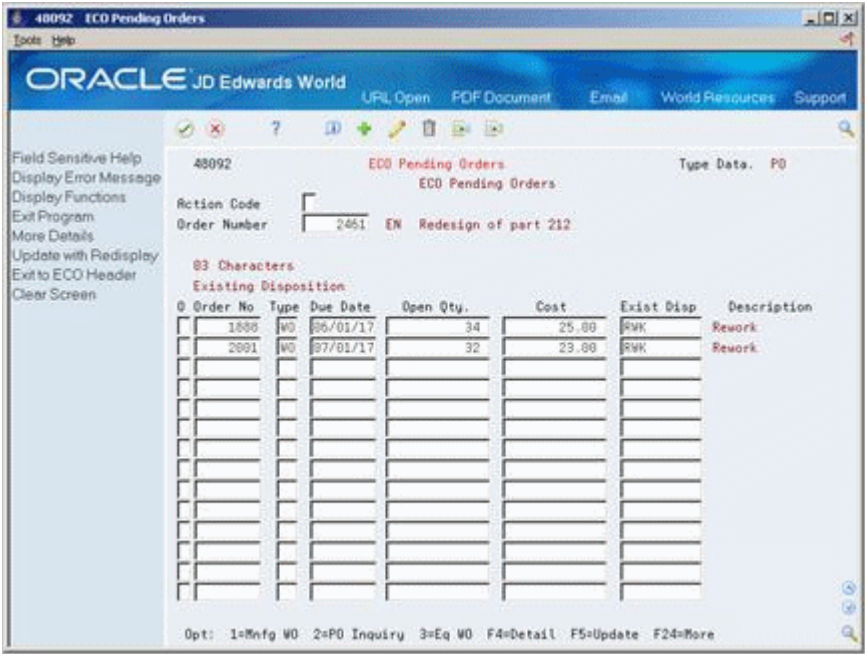 48092 ECO Pending Orders
Tools Help
ORACLE JD Edwards World
URL Open PDF Document Email World Resources Support
Field Sensitive Help
Display Error Message
Display Functions
Exit Program
More Details
Update with Redisplay
Exit to ECO Header
Clear Screen
48092 ECO Pending Orders Type Data. PO
ECO Pending Orders
Action Code
Order Number 2461 EN Redesign of part 212
03 Characters
Existing Disposition
O Order No Type Due Date Open Qty. Cost Exist Disp Description
WO 06/01/17 34 25.00 RWK Rework
2001 WO 07/01/17 32 23.00 RWK Rework
Opt: 1=Mnfg WO 2=PO Inquiry 3=Eq WO F4=Detail F5=Update F24=More